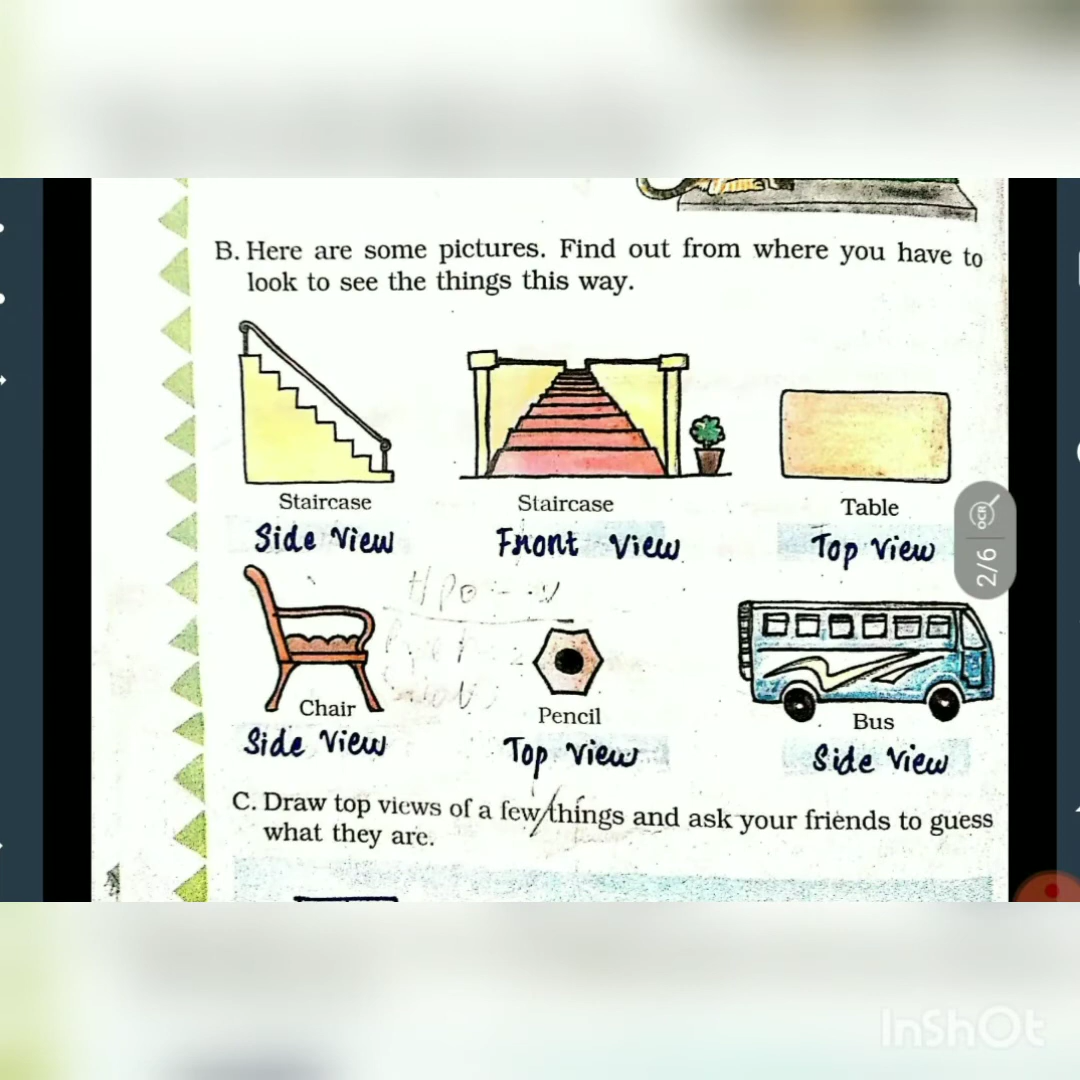 B. Here are some pictures. Find out from where you have to
look to see the things this way.
Staircase
Staircase
Table
Side View
Front View
Top View
Chair
Pencil
Bus
Side View
Top View
Side View
C. Draw top views of a few things and ask your friends to guess
what they are.
OCR
2/6
InShOt